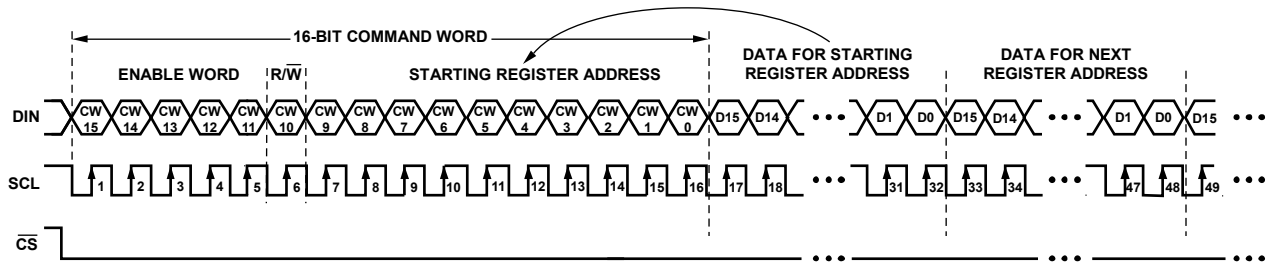 16-BIT COMMAND WORD
ENABLE WORD R/W̅ STARTING REGISTER ADDRESS
DATA FOR STARTING
REGISTER ADDRESS
DATA FOR NEXT
REGISTER ADDRESS
DIN CW 15 CW 14 CW 13 CW 12 CW 11 CW 10 CW 9 CW 8 CW 7 CW 6 CW 5 CW 4 CW 3 CW 2 CW 1 CW 0 D15 D14 ••• D1 D0 D15 D14 ••• D1 D0 D15 •••
SCL 1 2 3 4 5 6 7 8 9 10 11 12 13 14 15 16 17 18 ••• 31 32 33 34 ••• 47 48 49 •••
C̅S̅ ••• ••• •••